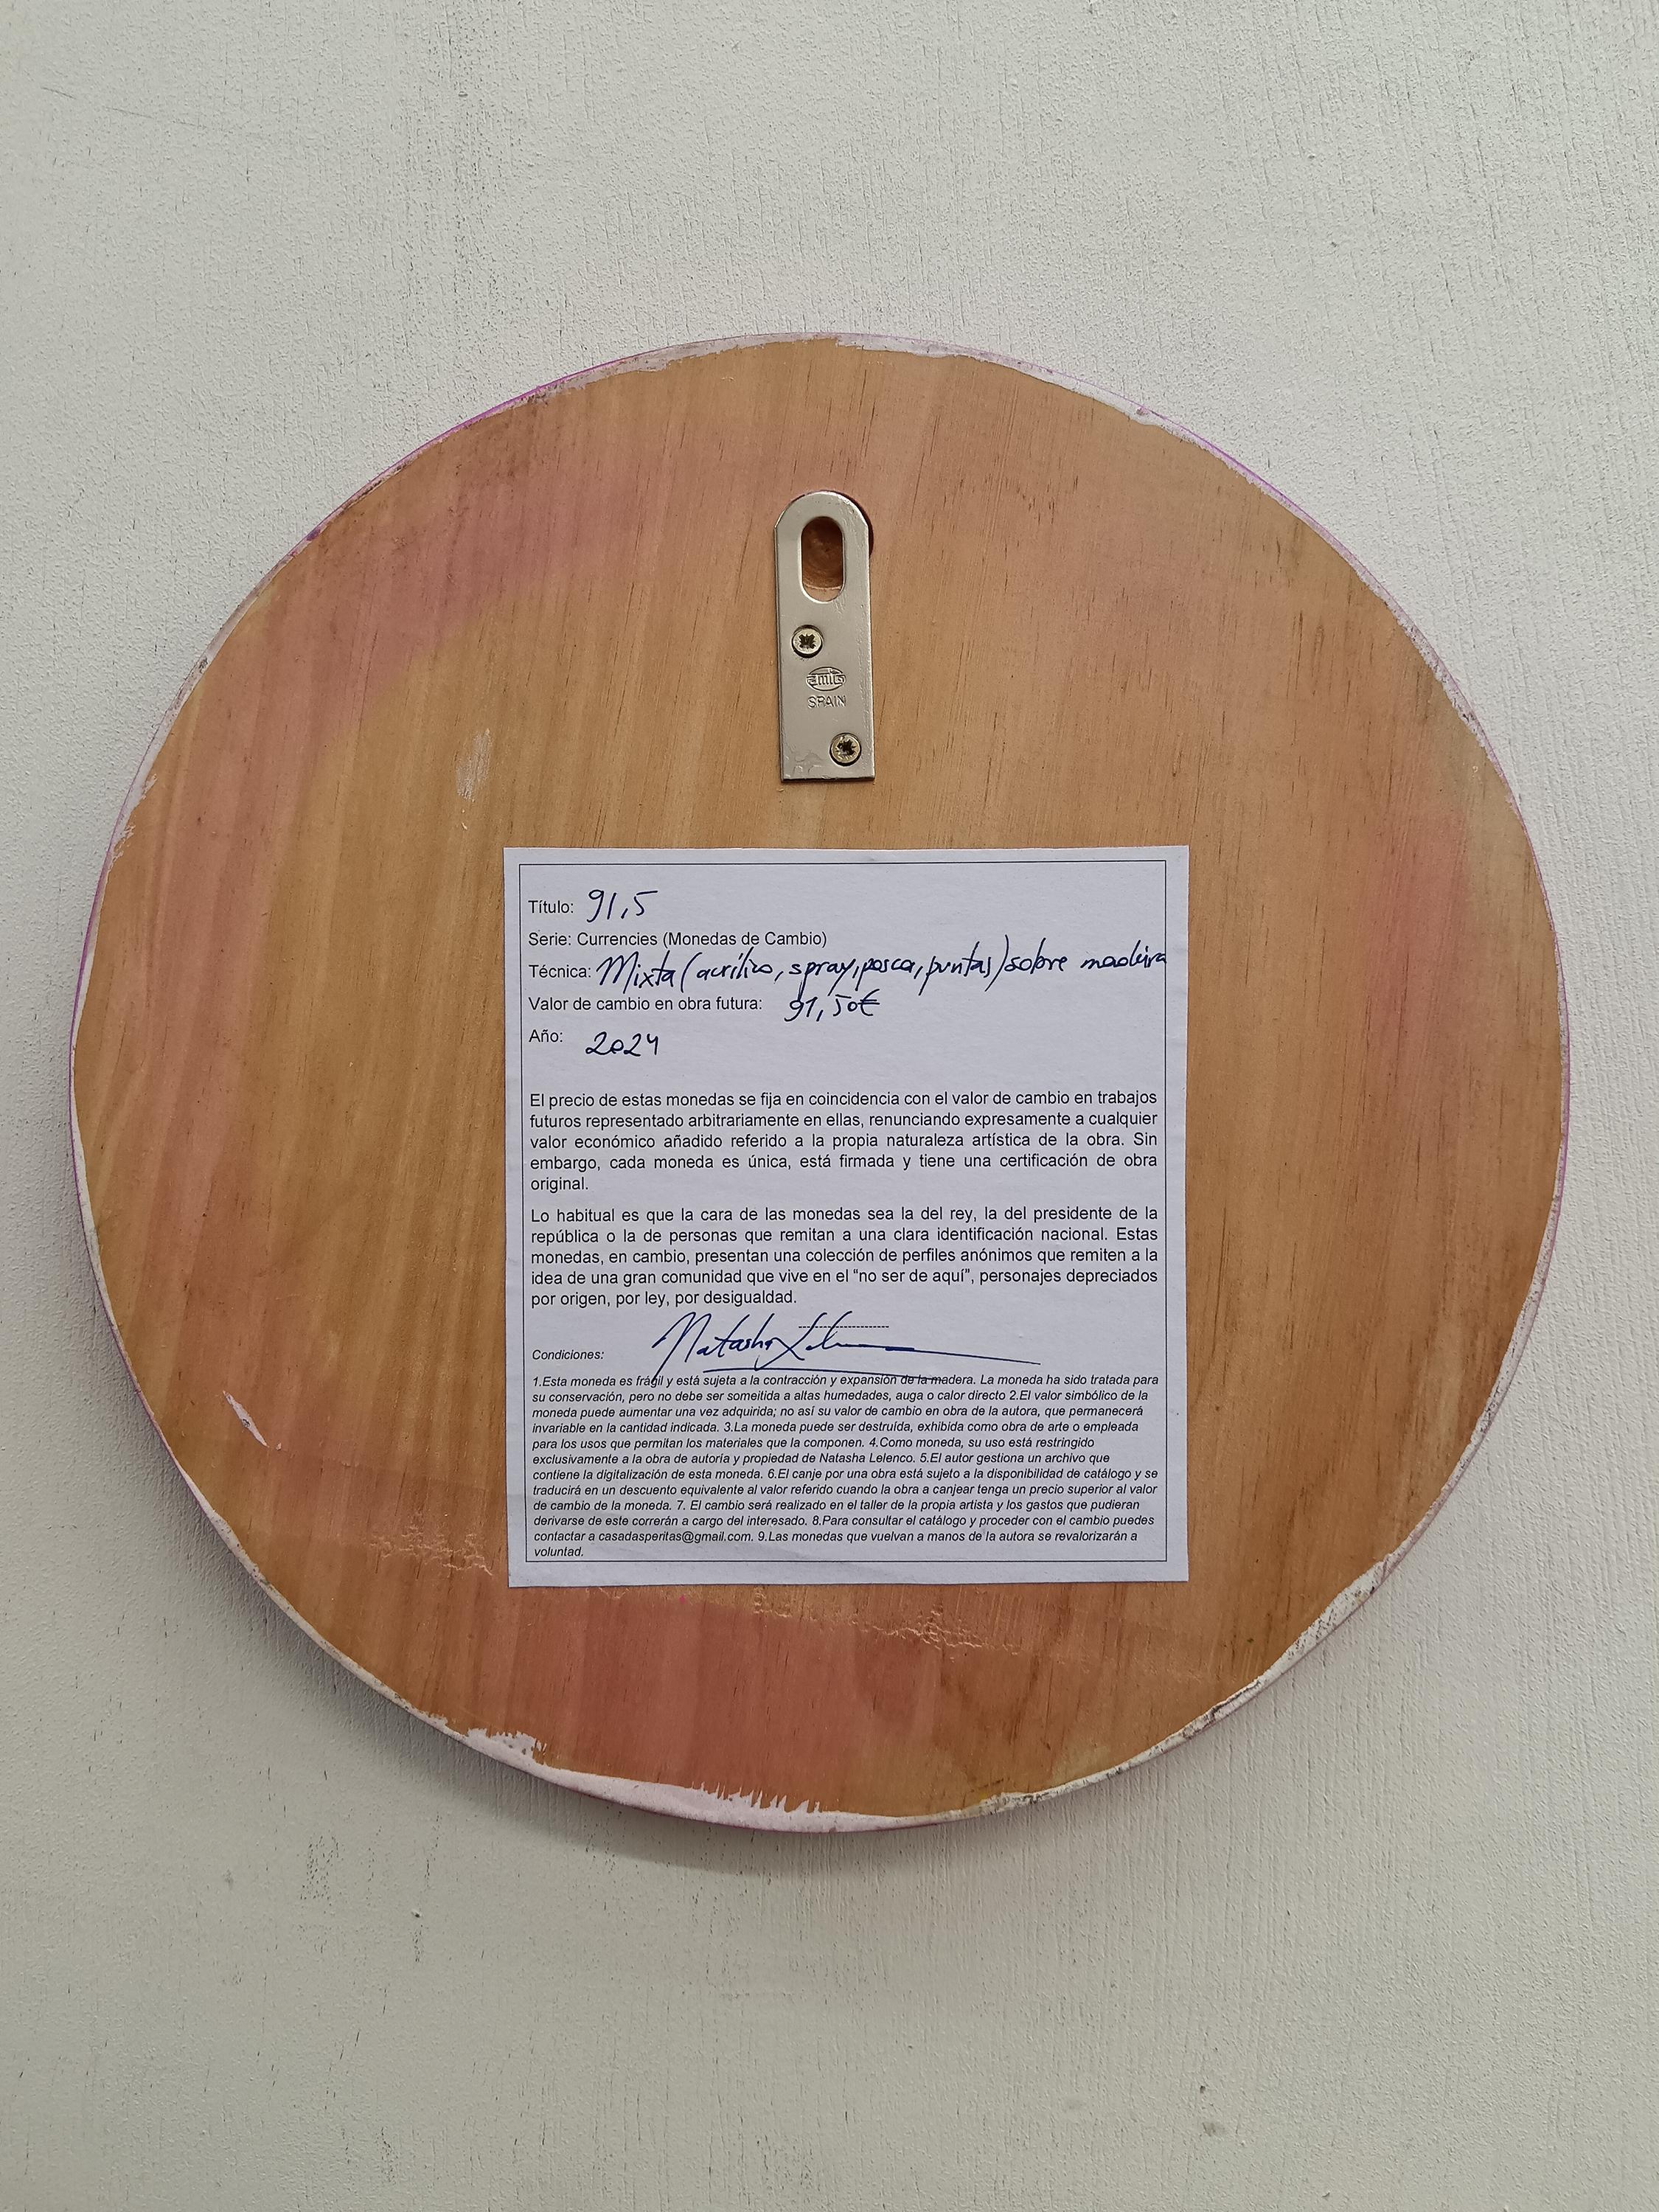 SPAIN
Título: 91,5
Serie: Currencies (Monedas de Cambio)
Técnica: Mixta (acrílico, spray, posca, puntas) sobre madeira
Valor de cambio en obra futura: 91,50€
Año: 2024
El precio de estas monedas se fija en coincidencia con el valor de cambio en trabajos
futuros representado arbitrariamente en ellas, renunciando expresamente a cualquier
valor económico añadido referido a la propia naturaleza artística de la obra. Sin
embargo, cada moneda es única, está firmada y tiene una certificación de obra
original.
Lo habitual es que la cara de las monedas sea la del rey, la del presidente de la
república o la de personas que remitan a una clara identificación nacional. Estas
monedas, en cambio, presentan una colección de perfiles anónimos que remiten a la
idea de una gran comunidad que vive en el “no ser de aquí”, personajes depreciados
por origen, por ley, por desigualdad.
Natasha Lelenco
Condiciones:
1.Esta moneda es frágil y está sujeta a la contracción y expansión de la madera. La moneda ha sido tratada para
su conservación, pero no debe ser someitida a altas humedades, auga o calor directo 2.El valor simbólico de la
moneda puede aumentar una vez adquirida; no así su valor de cambio en obra de la autora, que permanecerá
invariable en la cantidad indicada. 3.La moneda puede ser destruída, exhibida como obra de arte o empleada
para los usos que permitan los materiales que la componen. 4.Como moneda, su uso está restringido
exclusivamente a la obra de autoría y propiedad de Natasha Lelenco. 5.El autor gestiona un archivo que
contiene la digitalización de esta moneda. 6.El canje por una obra está sujeto a la disponibilidad de catálogo y se
traducirá en un descuento equivalente al valor referido cuando la obra a canjear tenga un precio superior al valor
de cambio de la moneda. 7. El cambio será realizado en el taller de la propia artista y los gastos que pudieran
derivarse de este correrán a cargo del interesado. 8.Para consultar el catálogo y proceder con el cambio puedes
contactar a casadasperitas@gmail.com. 9.Las monedas que vuelvan a manos de la autora se revalorizarán a
voluntad.